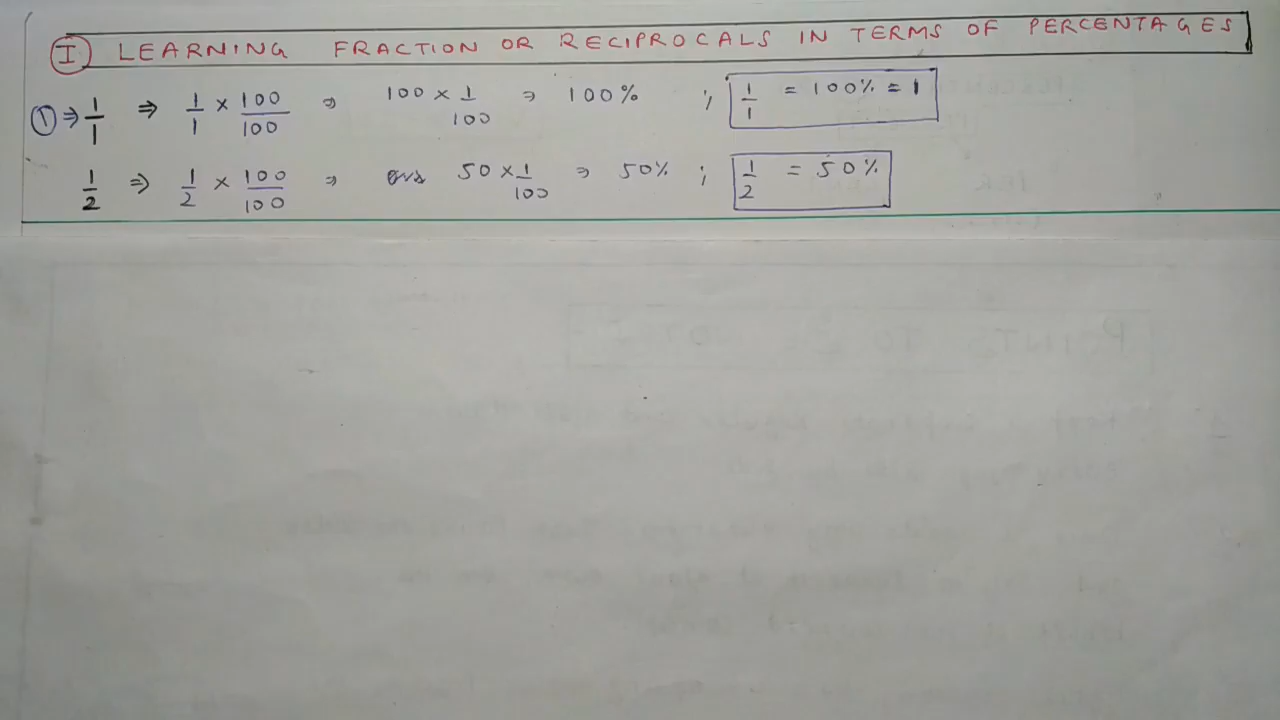 I LEARNING FRACTION OR RECIPROCALS IN TERMS OF PERCENTAGES
① ⇒ 1/1 ⇒ 1/1 × 100/100 ⇒ 100 × 1/100 ⇒ 100% ; 1/1 = 100% = 1
1/2 ⇒ 1/2 × 100/100 ⇒ 50 × 1/100 ⇒ 50% ; 1/2 = 50%